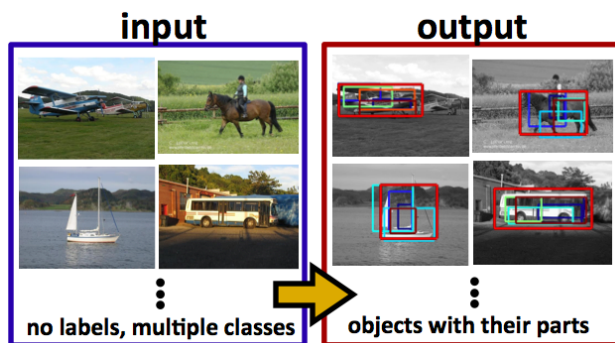 input
output
no labels, multiple classes
objects with their parts